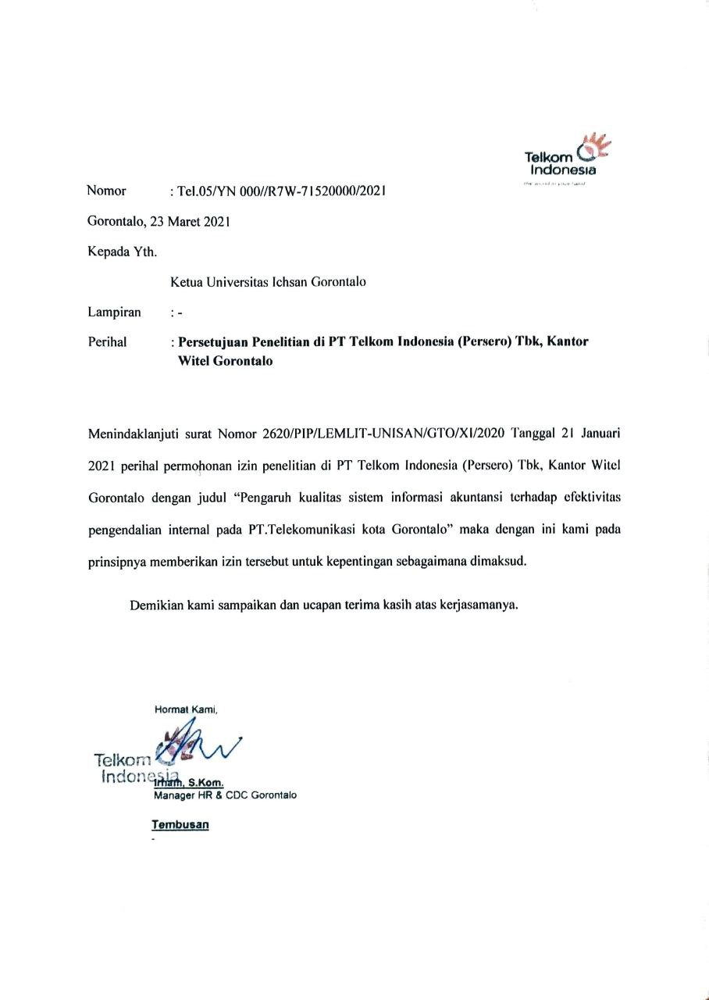 Telkom
Indonesia
Nomor : Tel.05/YN 000//R7W-71520000/2021
Gorontalo, 23 Maret 2021
Kepada Yth.
Ketua Universitas Ichsan Gorontalo
Lampiran : -
Perihal : Persetujuan Penelitian di PT Telkom Indonesia (Persero) Tbk, Kantor
Witel Gorontalo
Menindaklanjuti surat Nomor 2620/PIP/LEMLIT-UNISAN/GTO/XI/2020 Tanggal 21 Januari
2021 perihal permohonan izin penelitian di PT Telkom Indonesia (Persero) Tbk, Kantor Witel
Gorontalo dengan judul “Pengaruh kualitas sistem informasi akuntansi terhadap efektivitas
pengendalian internal pada PT.Telekomunikasi kota Gorontalo” maka dengan ini kami pada
prinsipnya memberikan izin tersebut untuk kepentingan sebagaimana dimaksud.
Demikian kami sampaikan dan ucapan terima kasih atas kerjasamanya.
Hormat Kami,
Telkom
Indonesia
Irham, S.Kom.
Manager HR & CDC Gorontalo
Tembusan
-